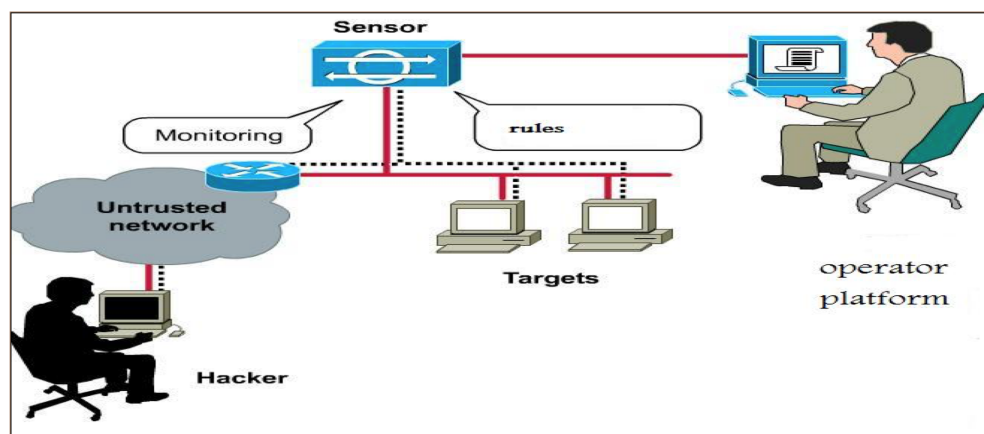 Sensor
Monitoring
rules
Untrusted
network
Targets
operator
platform
Hacker